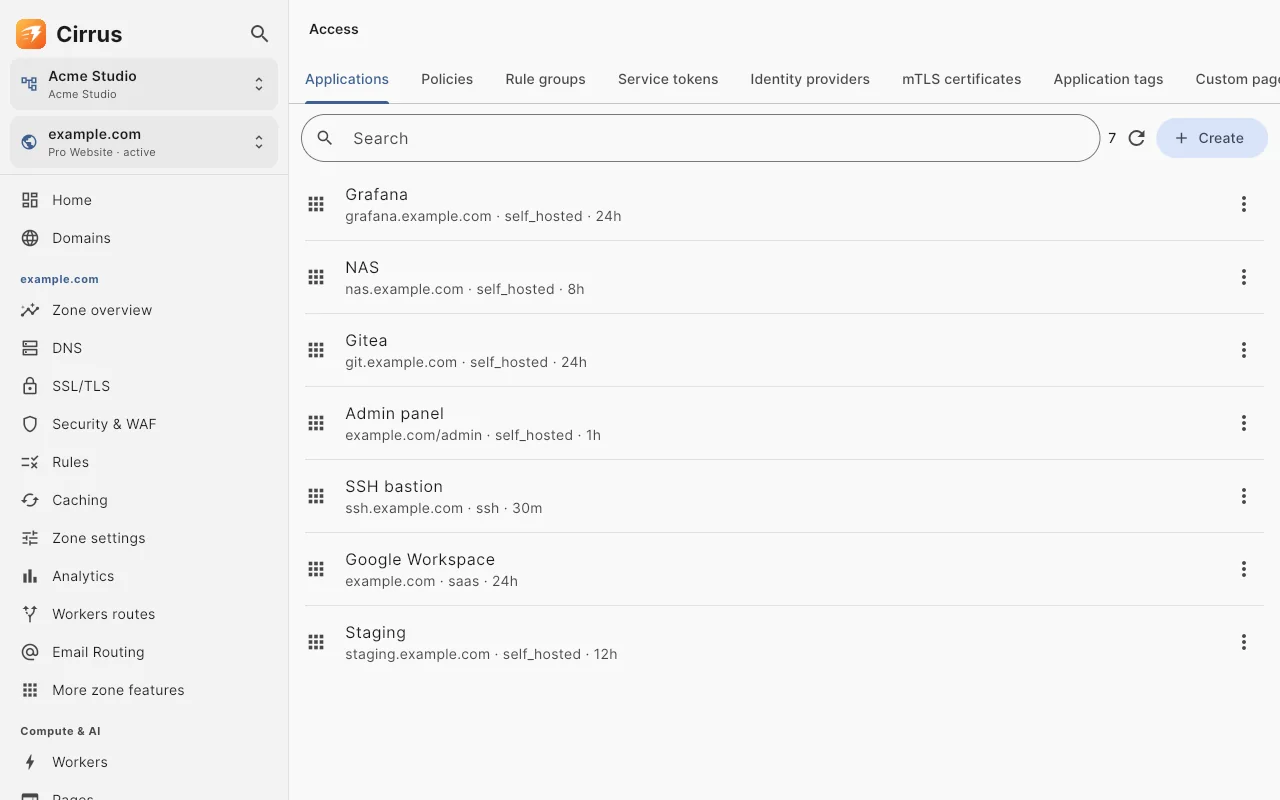 Cirrus
Acme Studio
Acme Studio
example.com
Pro Website · active
Home
Domains
example.com
Zone overview
DNS
SSL/TLS
Security & WAF
Rules
Caching
Zone settings
Analytics
Workers routes
Email Routing
More zone features
Compute & AI
Workers
Pages
Access
Applications Policies Rule groups Service tokens Identity providers mTLS certificates Application tags Custom page
Search 7 + Create
Grafana
grafana.example.com · self_hosted · 24h
NAS
nas.example.com · self_hosted · 8h
Gitea
git.example.com · self_hosted · 24h
Admin panel
example.com/admin · self_hosted · 1h
SSH bastion
ssh.example.com · ssh · 30m
Google Workspace
example.com · saas · 24h
Staging
staging.example.com · self_hosted · 12h